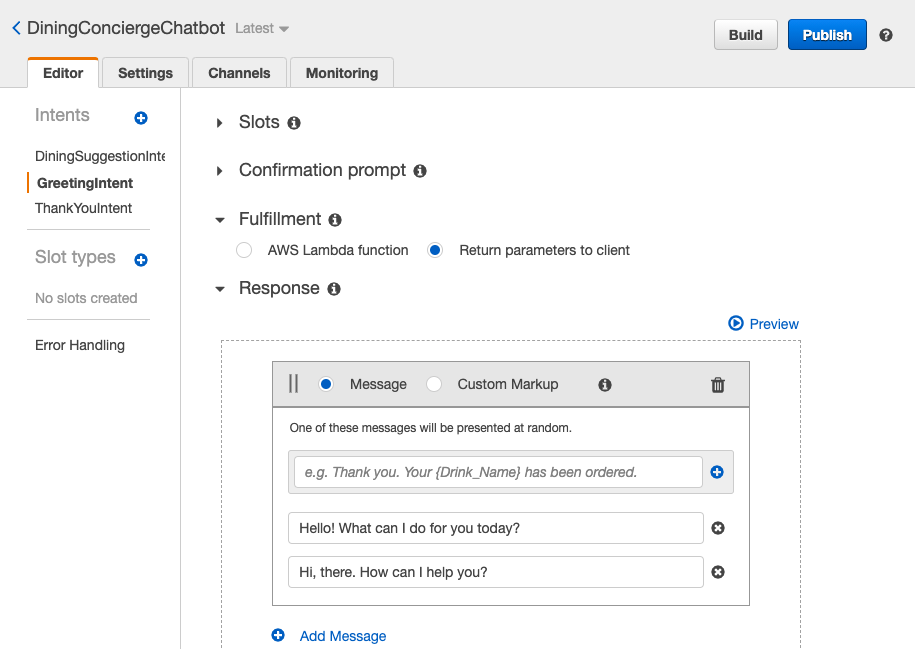 DiningConciergeChatbot Latest
Build Publish
Editor Settings Channels Monitoring
Intents
DiningSuggestionInte
GreetingIntent
ThankYouIntent
Slot types
No slots created
Error Handling
Slots
Confirmation prompt
Fulfillment
AWS Lambda function Return parameters to client
Response
Preview
Message Custom Markup
One of these messages will be presented at random.
e.g. Thank you. Your {Drink_Name} has been ordered.
Hello! What can I do for you today?
Hi, there. How can I help you?
Add Message